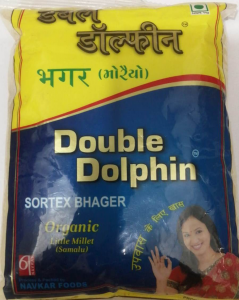 डबल
डॉल्फीन
भगर (मोरैयो)
Double
Dolphin
SORTEX BHAGER
Organic
Little Millet
(Samalu)
उपवास के लिए खास
NAVKAR FOODS